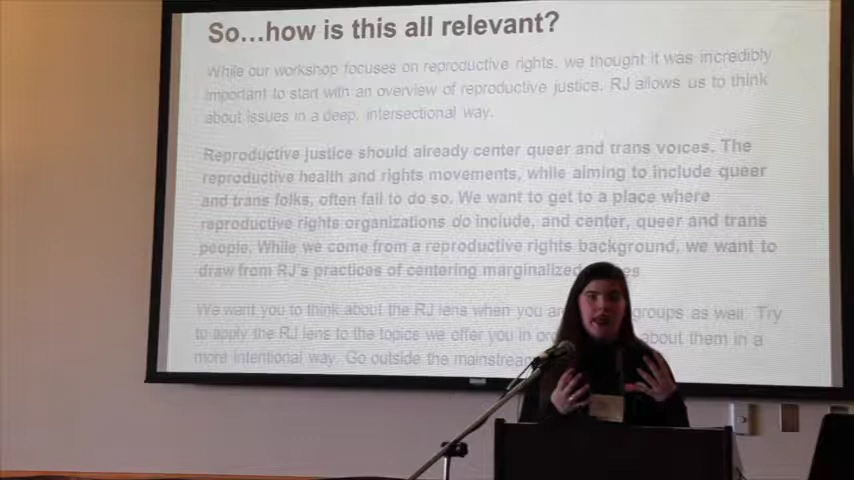 So...how is this all relevant?
While our workshop focuses on reproductive rights, we thought it was incredibly
important to start with an overview of reproductive justice. RJ allows us to think
about issues in a deep, intersectional way.
Reproductive justice should already center queer and trans voices. The
reproductive health and rights movements, while aiming to include queer
and trans folks, often fail to do so. We want to get to a place where
reproductive rights organizations do include, and center, queer and trans
people. While we come from a reproductive rights background, we want to
draw from RJ's practices of centering marginalized
We want you to think about the RJ lens when you groups as well. Try
to apply the RJ lens to the topics we offer you in about them in a
more intentional way. Go outside the mainstream